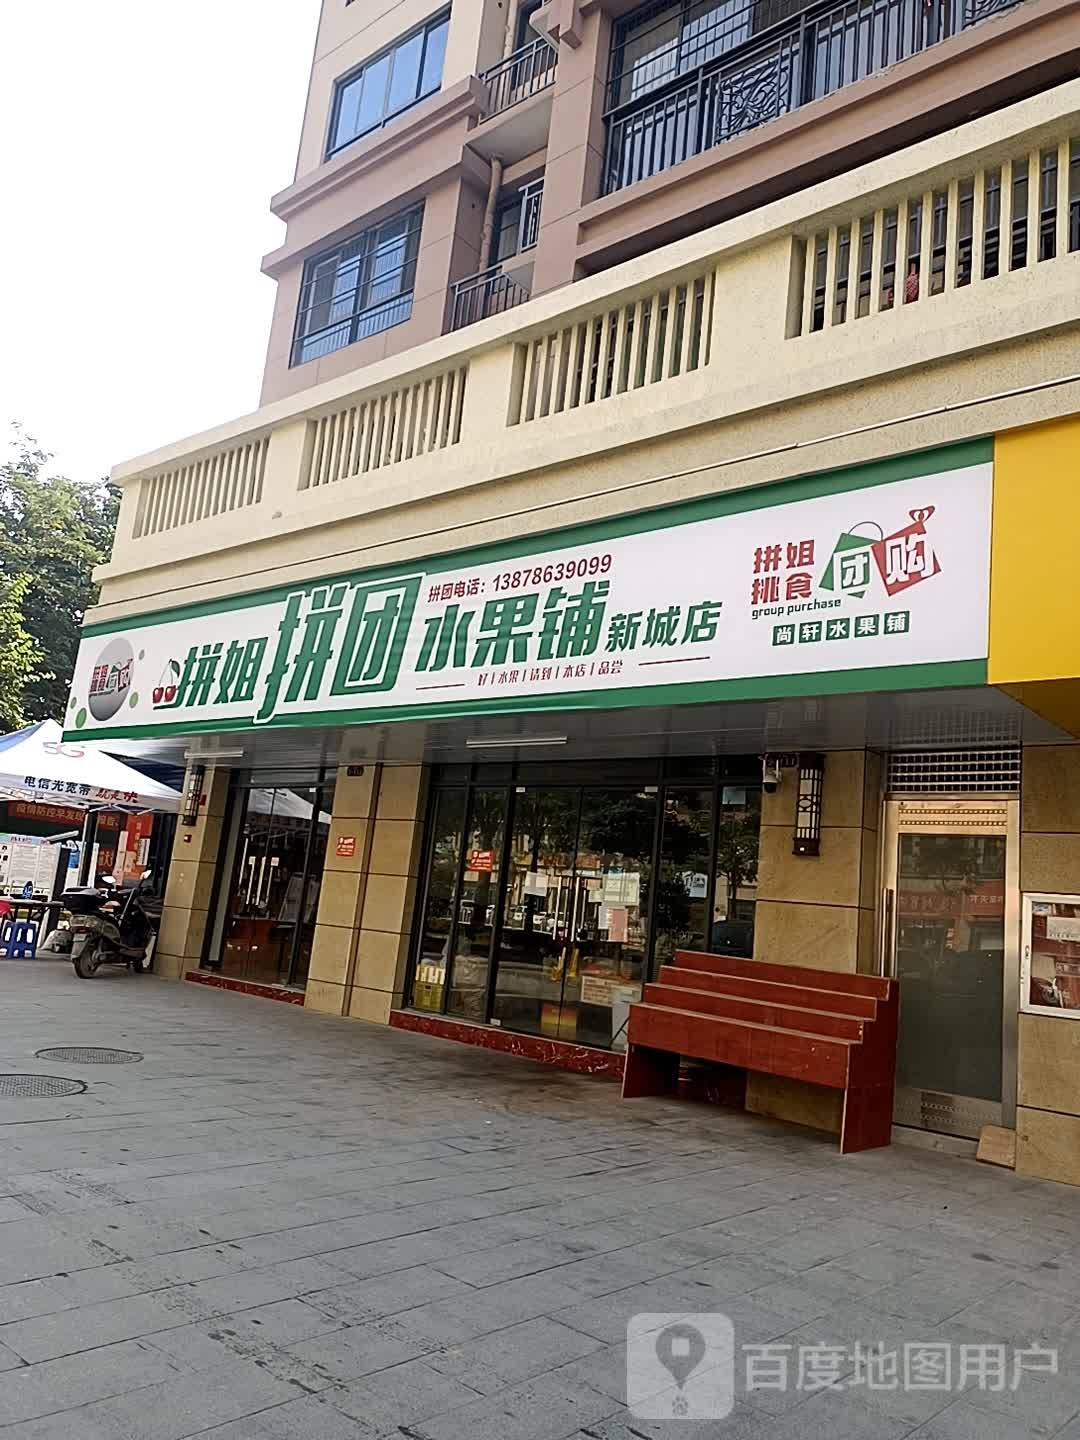 拼团电话：13878639099
拼姐拼团水果铺新城店
好 | 水果 | 请到 | 本店 | 品尝
拼姐
挑食
团购
group purchase
尚轩水果铺
5G
电信光宽带
百度地图用户